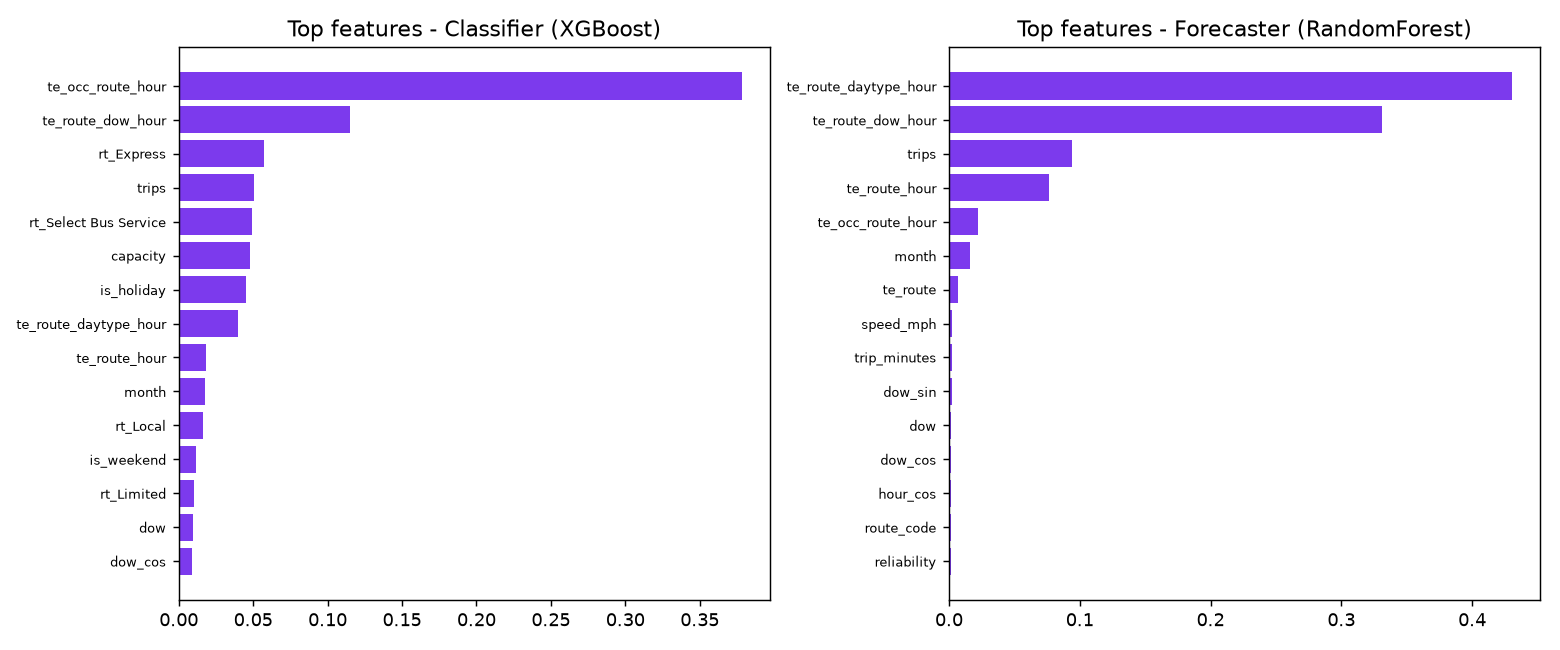 Top features - Classifier (XGBoost)
te_occ_route_hour
te_route_dow_hour
rt_Express
trips
rt_Select Bus Service
capacity
is_holiday
te_route_daytype_hour
te_route_hour
month
rt_Local
is_weekend
rt_Limited
dow
dow_cos
0.00 0.05 0.10 0.15 0.20 0.25 0.30 0.35
Top features - Forecaster (RandomForest)
te_route_daytype_hour
te_route_dow_hour
trips
te_route_hour
te_occ_route_hour
month
te_route
speed_mph
trip_minutes
dow_sin
dow
dow_cos
hour_cos
route_code
reliability
0.0 0.1 0.2 0.3 0.4